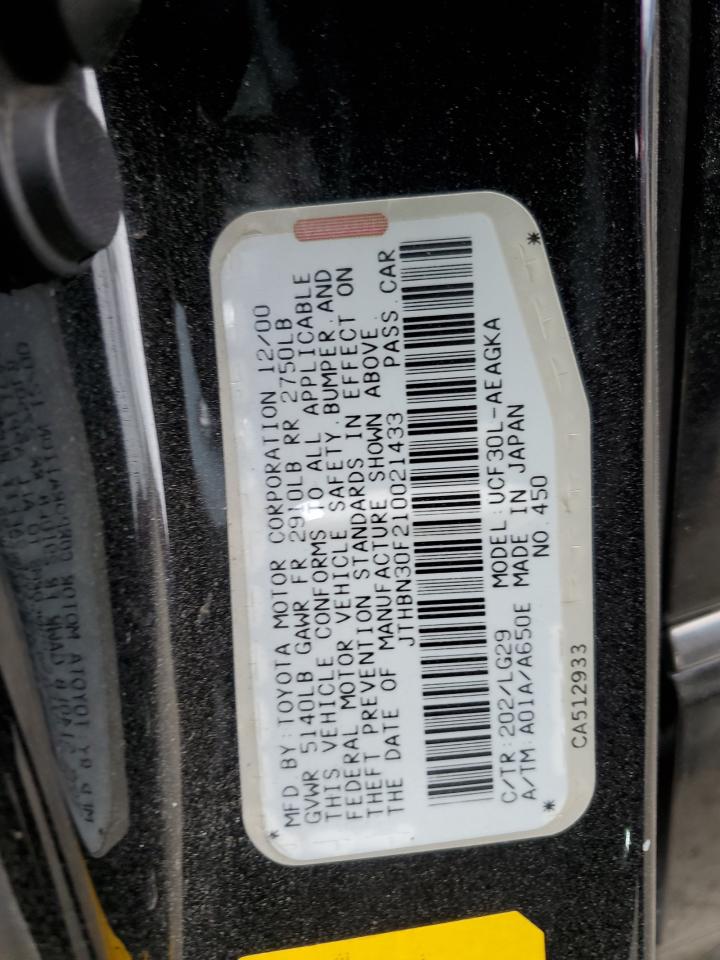 MFD BY:TOYOTA MOTOR CORPORATION 12/00
GVWR 5140LB GAWR FR 2910LB RR 2750LB
THIS VEHICLE CONFORMS TO ALL APPLICABLE
FEDERAL MOTOR VEHICLE SAFETY, BUMPER, AND
THEFT PREVENTION STANDARDS IN EFFECT ON
THE DATE OF MANUFACTURE SHOWN ABOVE.
JTHBN30F210021433 PASS. CAR
C/TR:202/LG29 MODEL:UCF30L-AEAGKA
A/TM:A01A/A650E MADE IN JAPAN
NO.450
CA512933